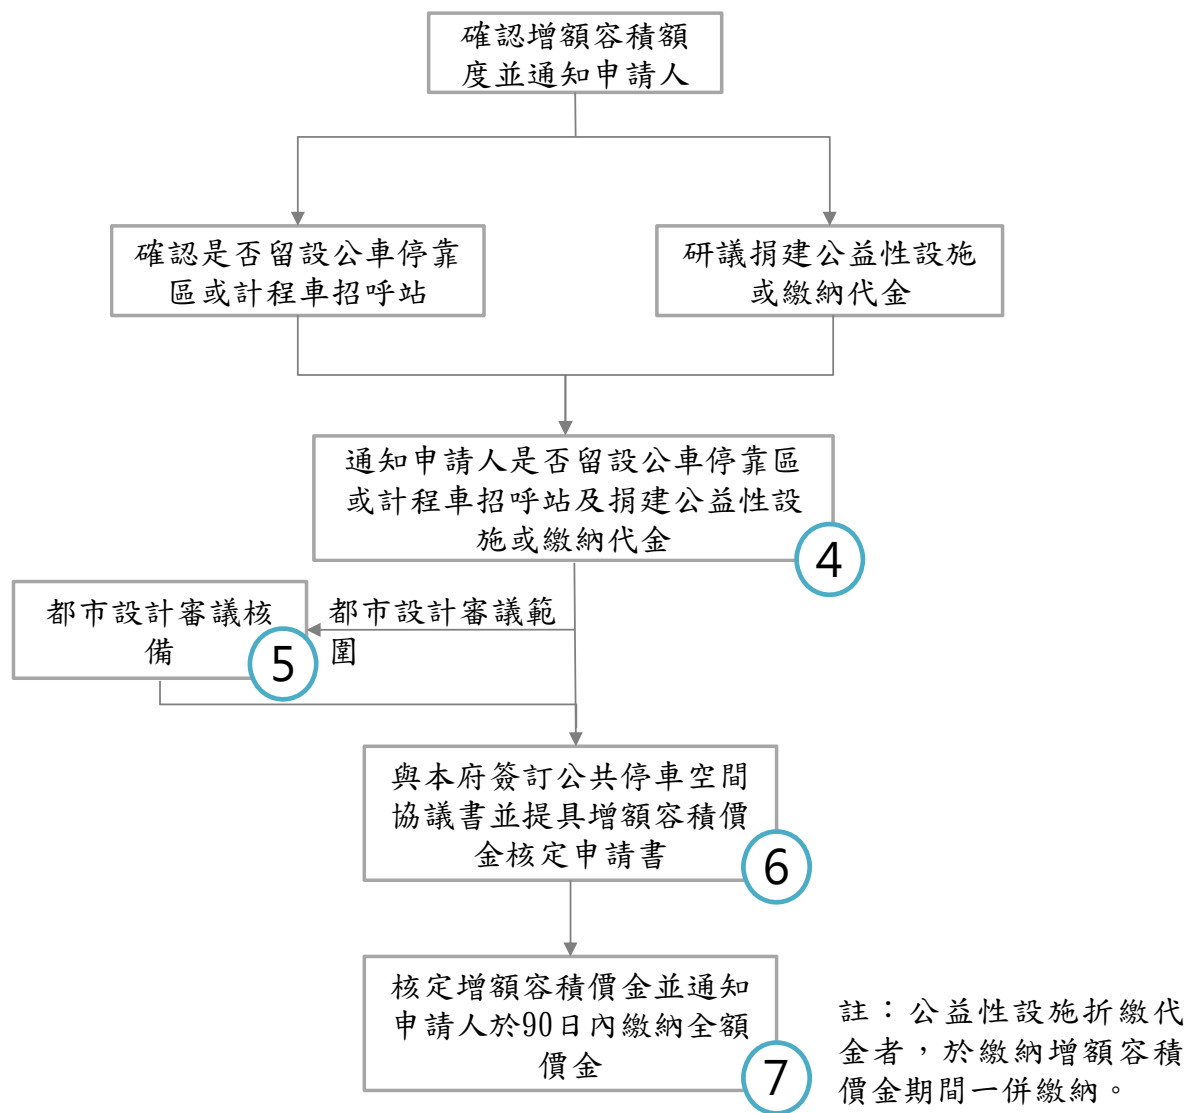 確認增額容積額
度並通知申請人
確認是否留設公車停靠
區或計程車招呼站
研議捐建公益性設施
或繳納代金
通知申請人是否留設公車停靠區
或計程車招呼站及捐建公益性設
施或繳納代金
4
都市設計審議核
備
5
都市設計審議範
圍
與本府簽訂公共停車空間
協議書並提具增額容積價
金核定申請書
6
核定增額容積價金並通知
申請人於90日內繳納全額
價金
7
註：公益性設施折繳代
金者，於繳納增額容積
價金期間一併繳納。